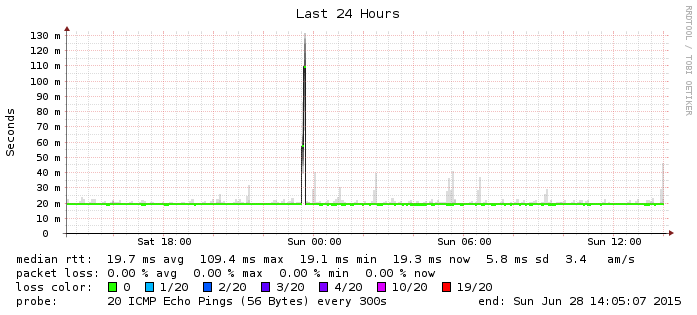 Last 24 Hours
RRDTOOL / TOBI OETIKER
Seconds
130 m
120 m
110 m
100 m
90 m
80 m
70 m
60 m
50 m
40 m
30 m
20 m
10 m
0
Sat 18:00 Sun 00:00 Sun 06:00 Sun 12:00
median rtt: 19.7 ms avg 109.4 ms max 19.1 ms min 19.3 ms now 5.8 ms sd 3.4 am/s
packet loss: 0.00 % avg 0.00 % max 0.00 % min 0.00 % now
loss color: 0 1/20 2/20 3/20 4/20 10/20 19/20
probe: 20 ICMP Echo Pings (56 Bytes) every 300s end: Sun Jun 28 14:05:07 2015